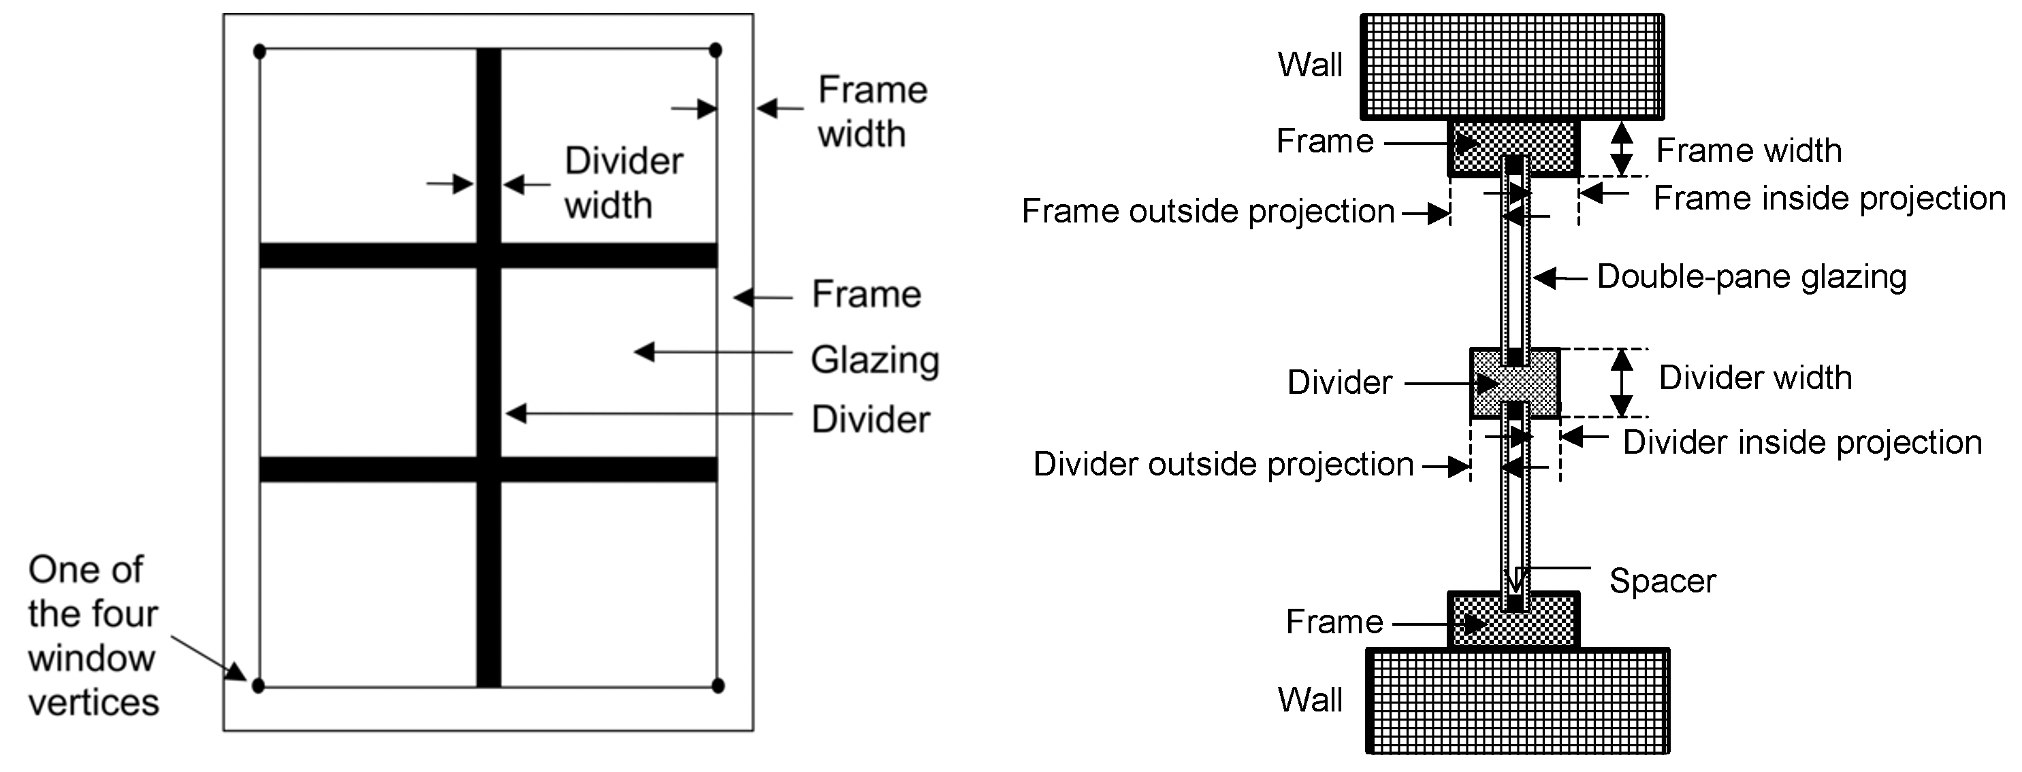 Frame
width
Divider
width
Frame
Glazing
Divider
One of
the four
window
vertices
Wall
Frame
Frame width
Frame inside projection
Frame outside projection
Double-pane glazing
Divider
Divider width
Divider inside projection
Divider outside projection
Spacer
Frame
Wall